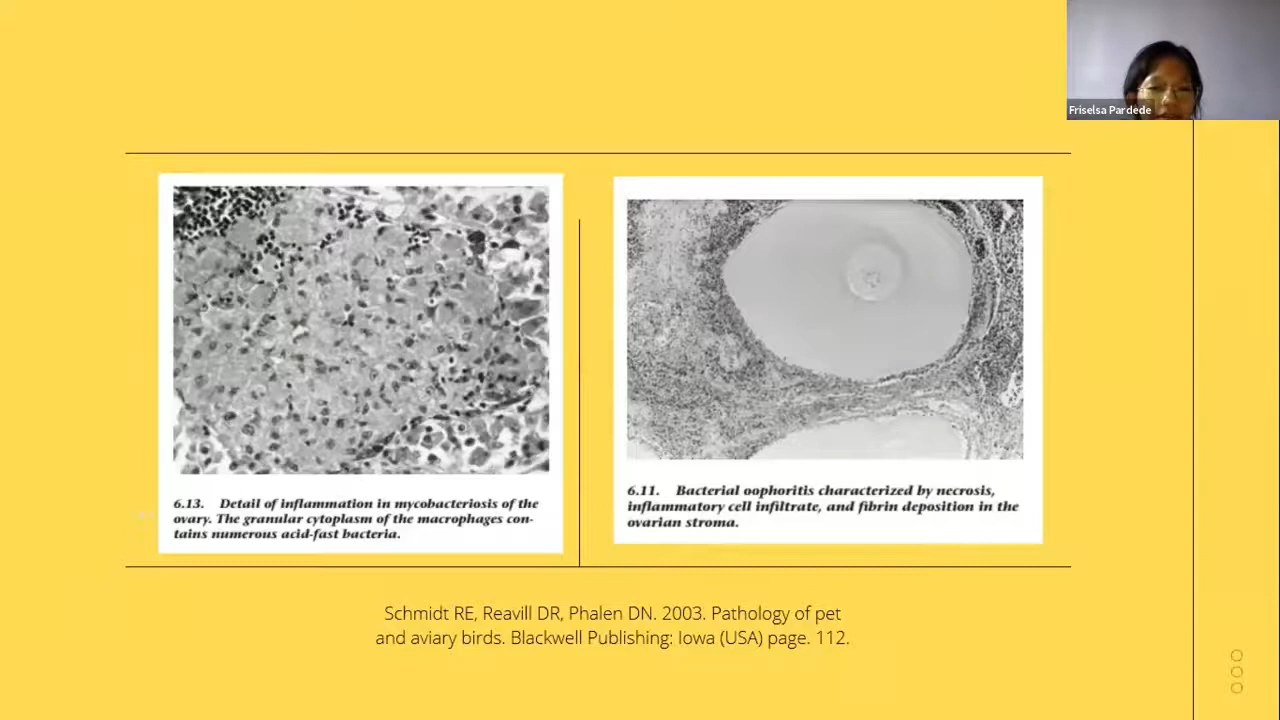 Friselsa Pardede
6.13. Detail of inflammation in mycobacteriosis of the
ovary. The granular cytoplasm of the macrophages con-
tains numerous acid-fast bacteria.
6.11. Bacterial oophoritis characterized by necrosis,
inflammatory cell infiltrate, and fibrin deposition in the
ovarian stroma.
Schmidt RE, Reavill DR, Phalen DN. 2003. Pathology of pet
and aviary birds. Blackwell Publishing: Iowa (USA) page. 112.